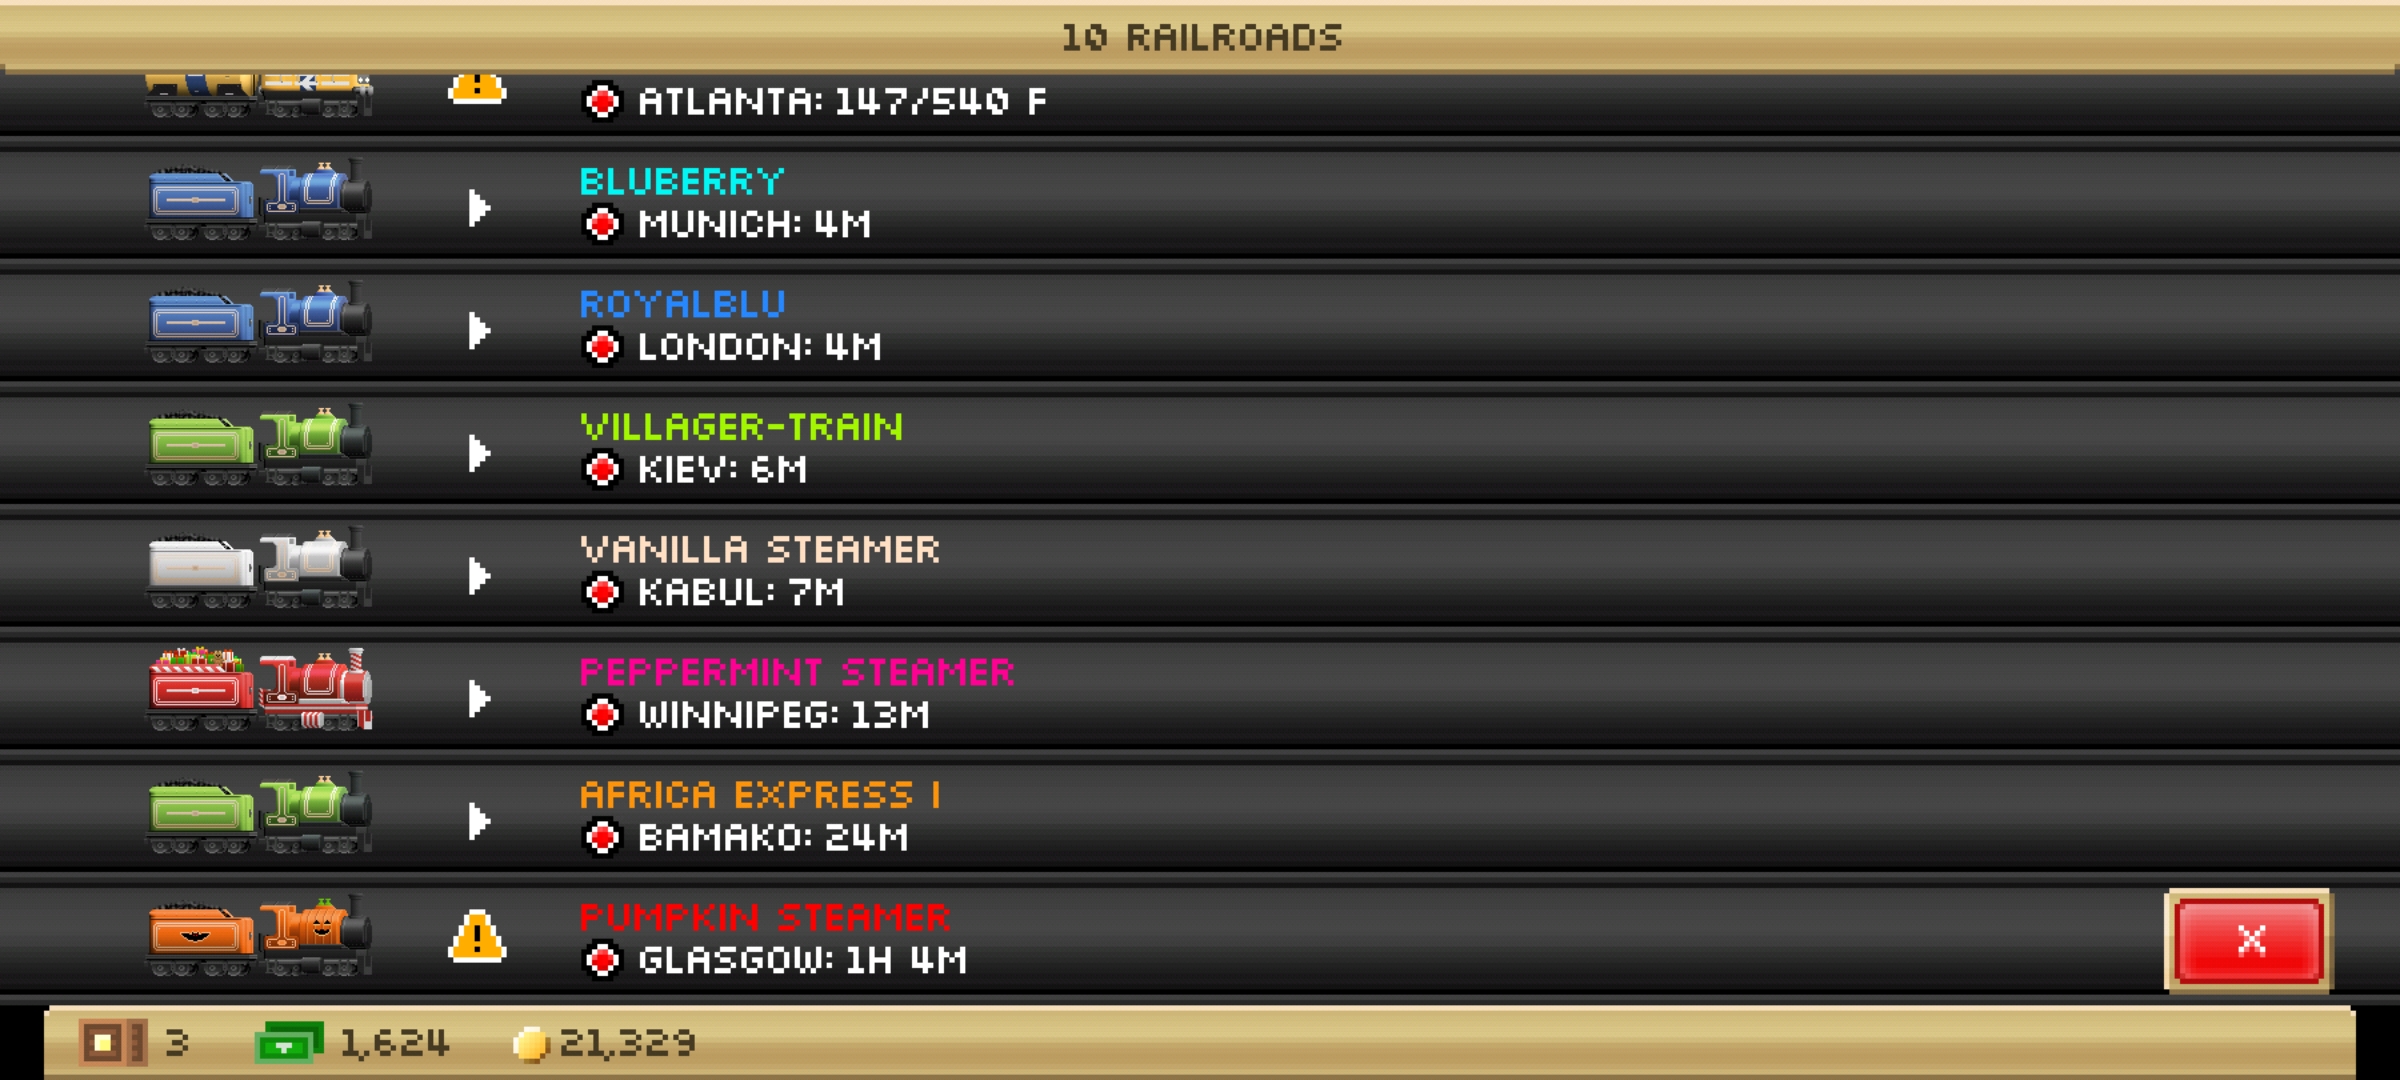 10 RAILROADS
ATLANTA: 147/540 F
BLUBERRY
MUNICH: 4M
ROYALBLU
LONDON: 4M
VILLAGER-TRAIN
KIEV: 6M
VANILLA STEAMER
KABUL: 7M
PEPPERMINT STEAMER
WINNIPEG: 13M
AFRICA EXPRESS I
BAMAKO: 24M
PUMPKIN STEAMER
GLASGOW: 1H 4M
X
3 1,624 21,329